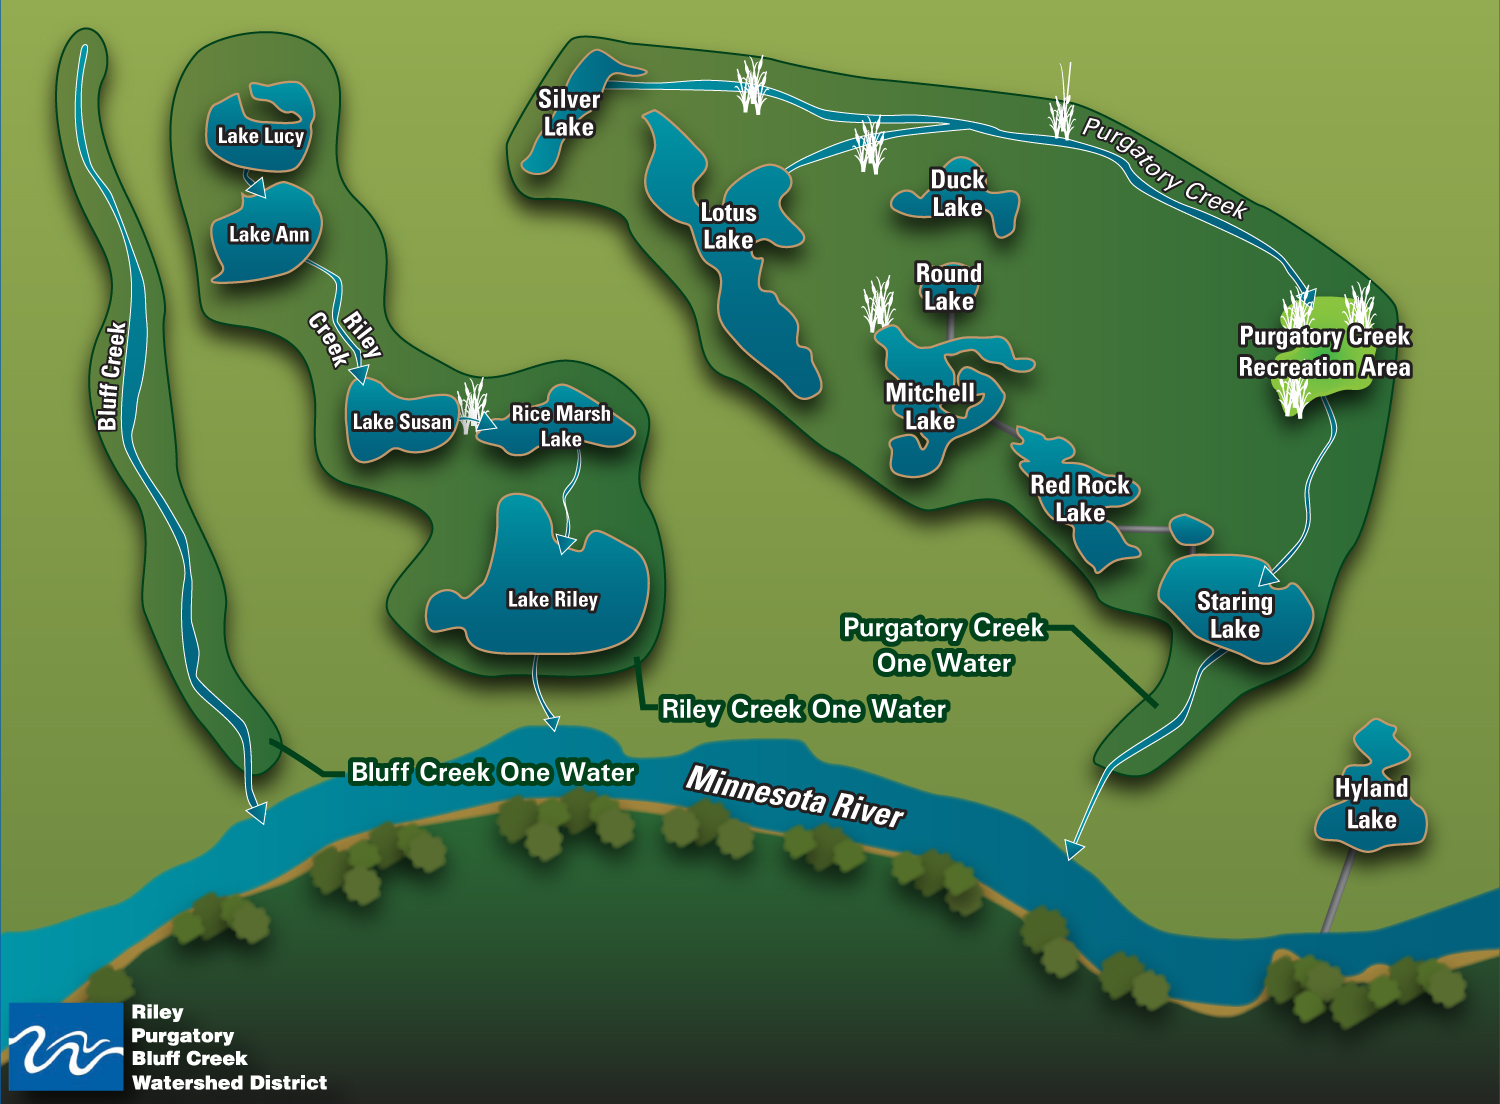 Silver
Lake
Lake Lucy
Purgatory Creek
Duck
Lake
Lotus
Lake
Lake Ann
Round
Lake
Riley
Creek
Bluff Creek
Purgatory Creek
Recreation Area
Mitchell
Lake
Lake Susan
Rice Marsh
Lake
Red Rock
Lake
Lake Riley
Staring
Lake
Purgatory Creek
One Water
Riley Creek One Water
Bluff Creek One Water
Minnesota River
Hyland
Lake
Riley
Purgatory
Bluff Creek
Watershed District